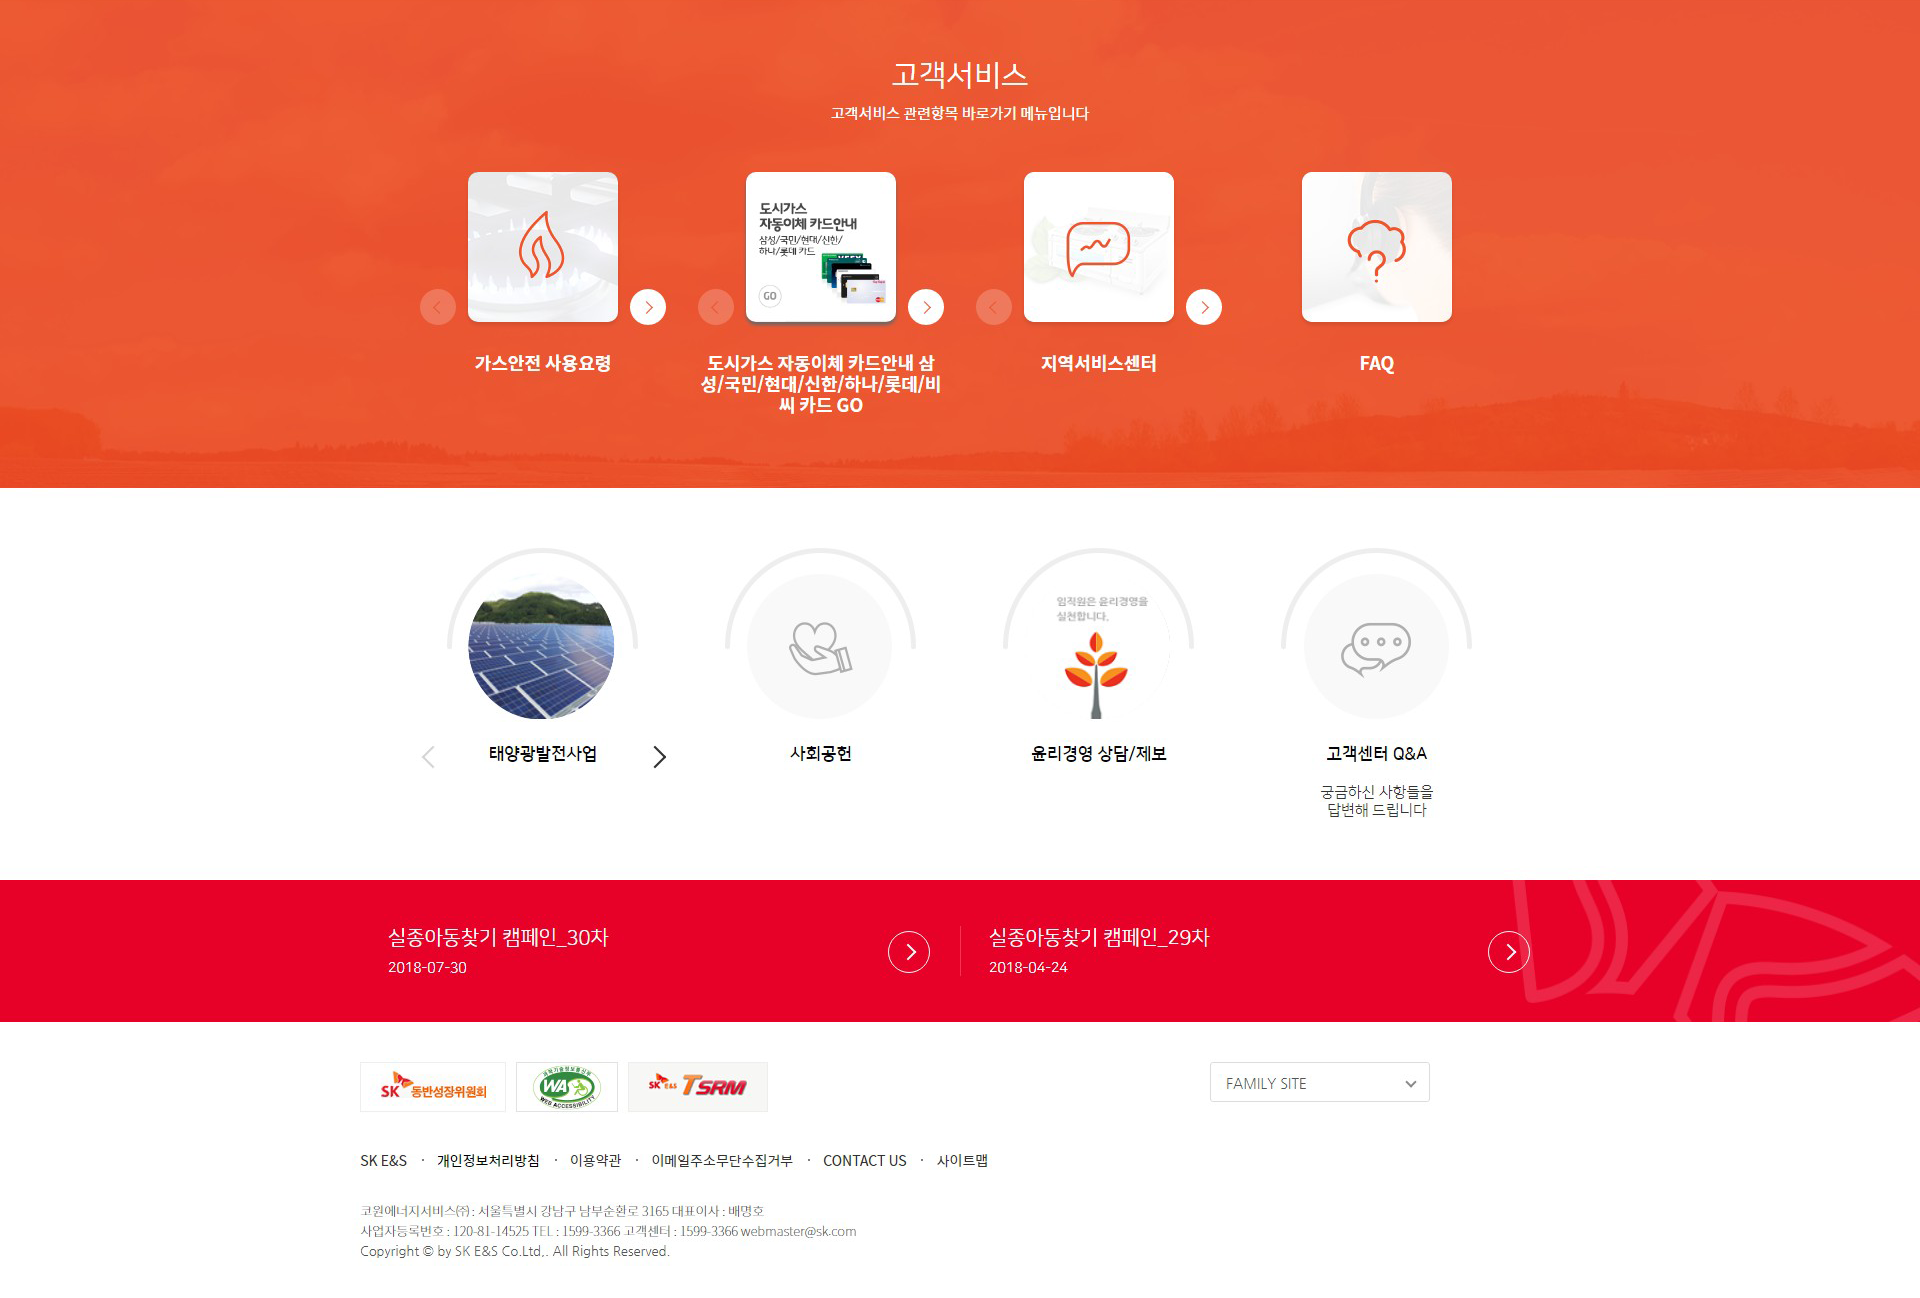 고객서비스
고객서비스 관련항목 바로가기 메뉴입니다
도시가스
자동이체 카드안내
삼성/국민/현대/신한/
하나/롯데 카드
GO
가스안전 사용요령
도시가스 자동이체 카드안내 삼
성/국민/현대/신한/하나/롯데/비
씨 카드 GO
지역서비스센터
FAQ
임직원은 윤리경영을
실천합니다.
태양광발전사업
사회공헌
윤리경영 상담/제보
고객센터 Q&A
궁금하신 사항들을
답변해 드립니다
실종아동찾기 캠페인_30차
2018-07-30
실종아동찾기 캠페인_29차
2018-04-24
SK 동반성장위원회
WA
WEB ACCESSIBILITY
SK E&S TSRM
FAMILY SITE
SK E&S · 개인정보처리방침 · 이용약관 · 이메일주소무단수집거부 · CONTACT US · 사이트맵
코원에너지서비스㈜ : 서울특별시 강남구 남부순환로 3165 대표이사 : 배명호
사업자등록번호 : 120-81-14525 TEL : 1599-3366 고객센터 : 1599-3366 webmaster@sk.com
Copyright © by SK E&S Co.Ltd,. All Rights Reserved.